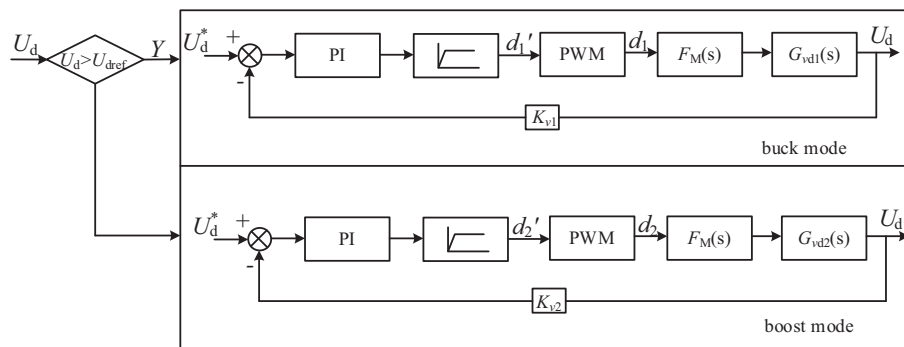 U_d
U_d>U_dref
Y
U_d^*
+
-
PI
d_1'
PWM
d_1
F_M(s)
G_vd1(s)
U_d
K_v1
buck mode
U_d^*
+
-
PI
d_2'
PWM
d_2
F_M(s)
G_vd2(s)
U_d
K_v2
boost mode